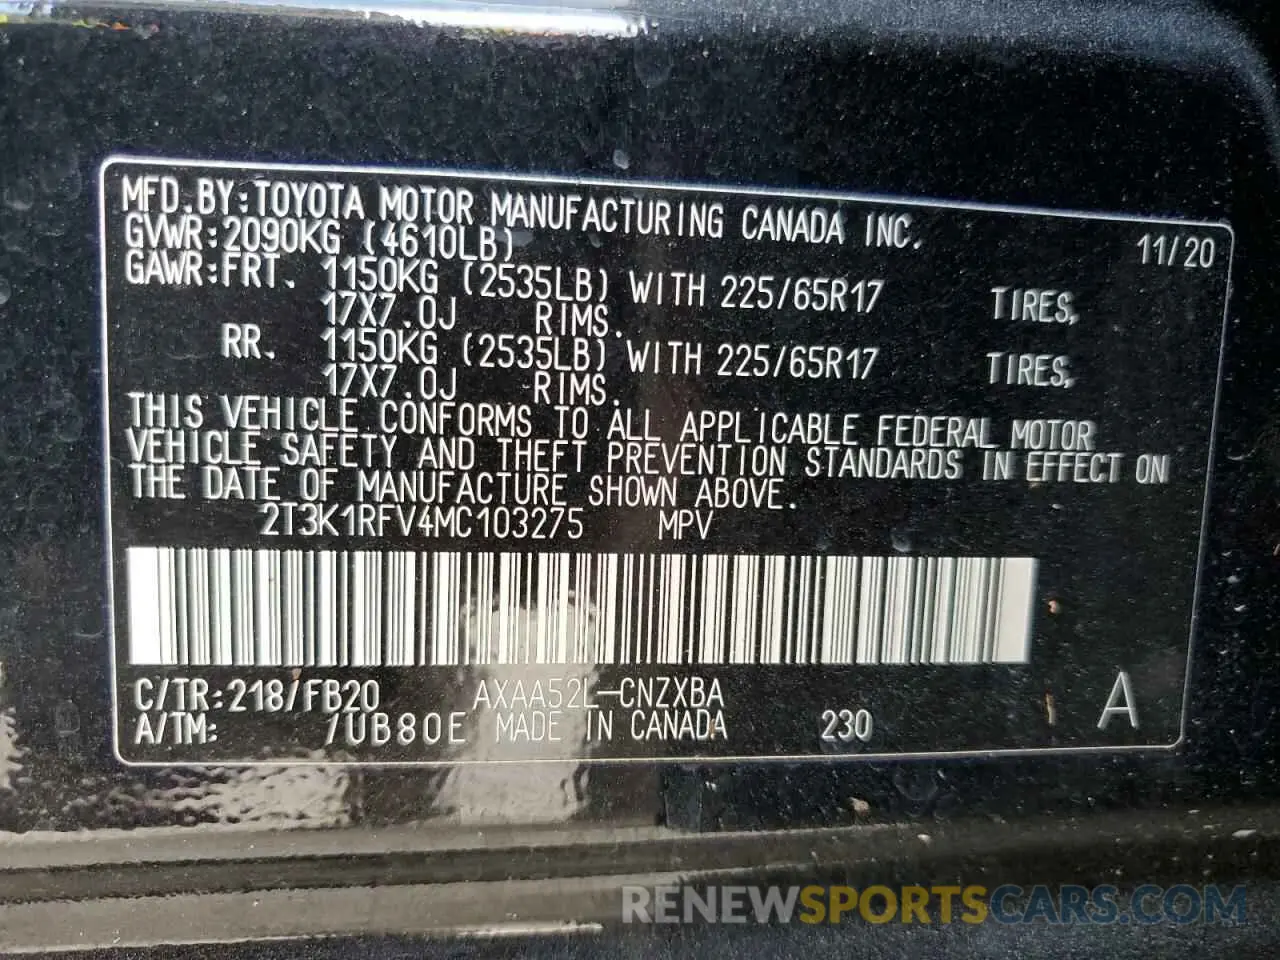 MFD.BY:TOYOTA MOTOR MANUFACTURING CANADA INC.
GVWR:2090KG (4610LB) 11/20
GAWR:FRT. 1150KG (2535LB) WITH 225/65R17 TIRES,
17X7.0J RIMS.
RR. 1150KG (2535LB) WITH 225/65R17 TIRES,
17X7.0J RIMS.
THIS VEHICLE CONFORMS TO ALL APPLICABLE FEDERAL MOTOR
VEHICLE SAFETY AND THEFT PREVENTION STANDARDS IN EFFECT ON
THE DATE OF MANUFACTURE SHOWN ABOVE.
2T3K1RFV4MC103275 MPV
C/TR:218/FB20 AXAA52L-CNZXBA A
A/TM: /UB80E MADE IN CANADA 230
RENEWSPORTSCARS.COM